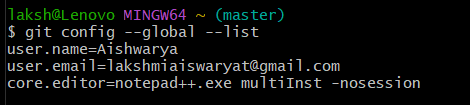 laksh@Lenovo MINGW64 ~ (master)
$ git config --global --list
user.name=Aishwarya
user.email=lakshmiaiswaryat@gmail.com
core.editor=notepad++.exe multiInst -nosession